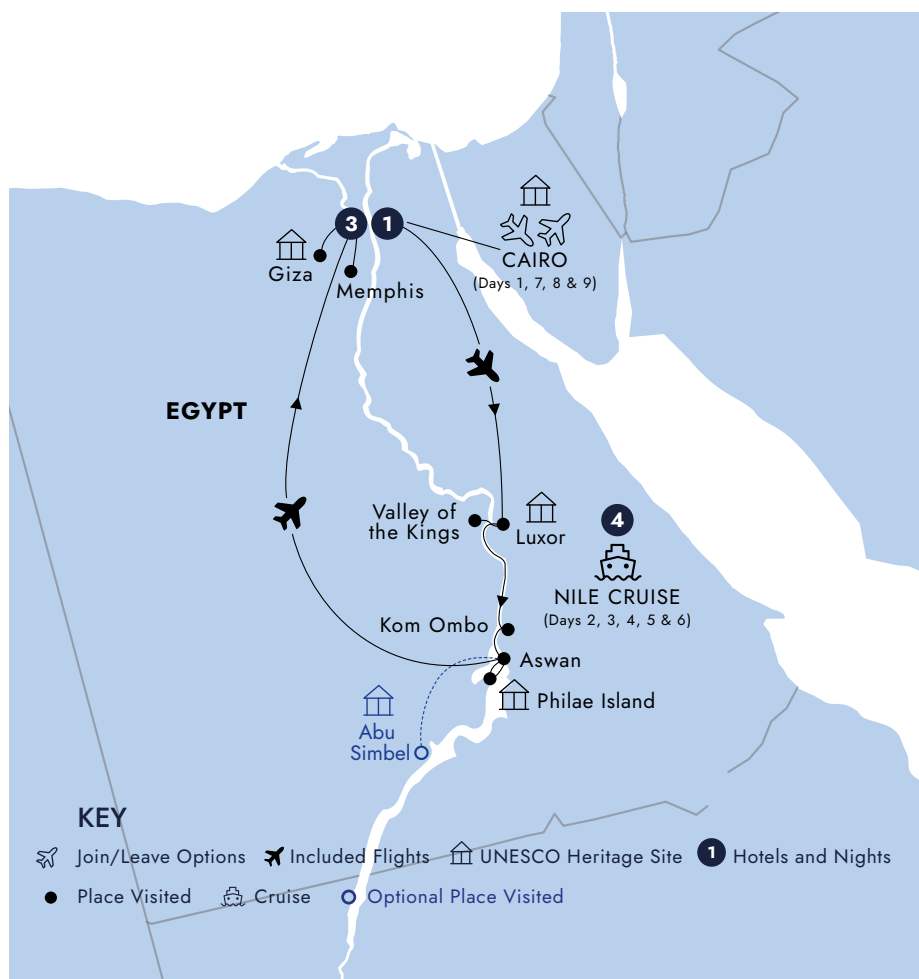 3
1
CAIRO
(Days 1, 7, 8 & 9)
Giza
Memphis
EGYPT
Valley of
the Kings
Luxor
4
NILE CRUISE
(Days 2, 3, 4, 5 & 6)
Kom Ombo
Aswan
Philae Island
Abu
Simbel
KEY
Join/Leave Options
Included Flights
UNESCO Heritage Site
1
Hotels and Nights
Place Visited
Cruise
Optional Place Visited